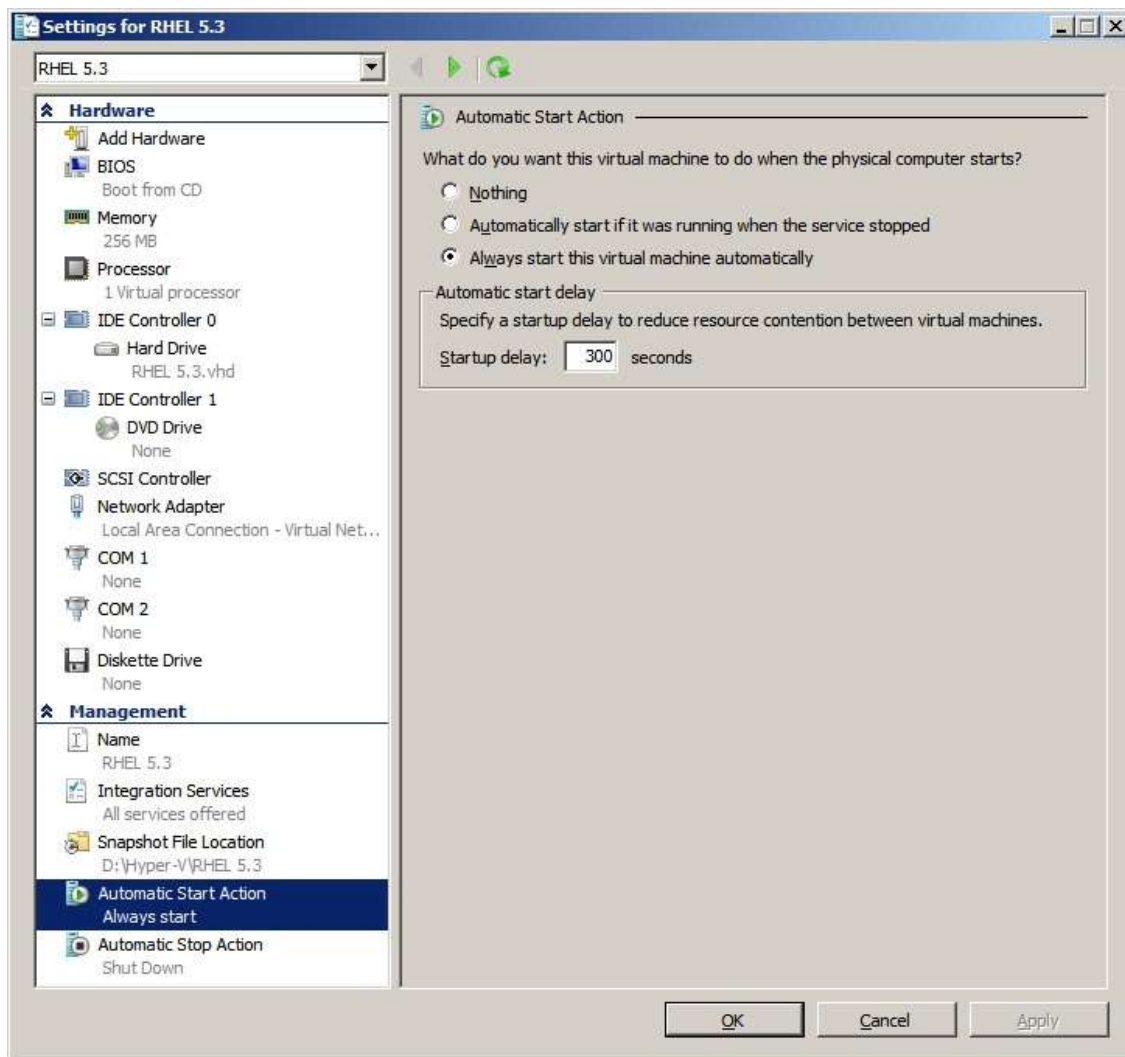 Settings for RHEL 5.3
RHEL 5.3
Hardware
Add Hardware
BIOS
Boot from CD
Memory
256 MB
Processor
1 Virtual processor
IDE Controller 0
Hard Drive
RHEL 5.3.vhd
IDE Controller 1
DVD Drive
None
SCSI Controller
Network Adapter
Local Area Connection - Virtual Net...
COM 1
None
COM 2
None
Diskette Drive
None
Management
Name
RHEL 5.3
Integration Services
All services offered
Snapshot File Location
D:\Hyper-V\RHEL 5.3
Automatic Start Action
Always start
Automatic Stop Action
Shut Down
Automatic Start Action
What do you want this virtual machine to do when the physical computer starts?
Nothing
Automatically start if it was running when the service stopped
Always start this virtual machine automatically
Automatic start delay
Specify a startup delay to reduce resource contention between virtual machines.
Startup delay: 300 seconds
OK Cancel Apply